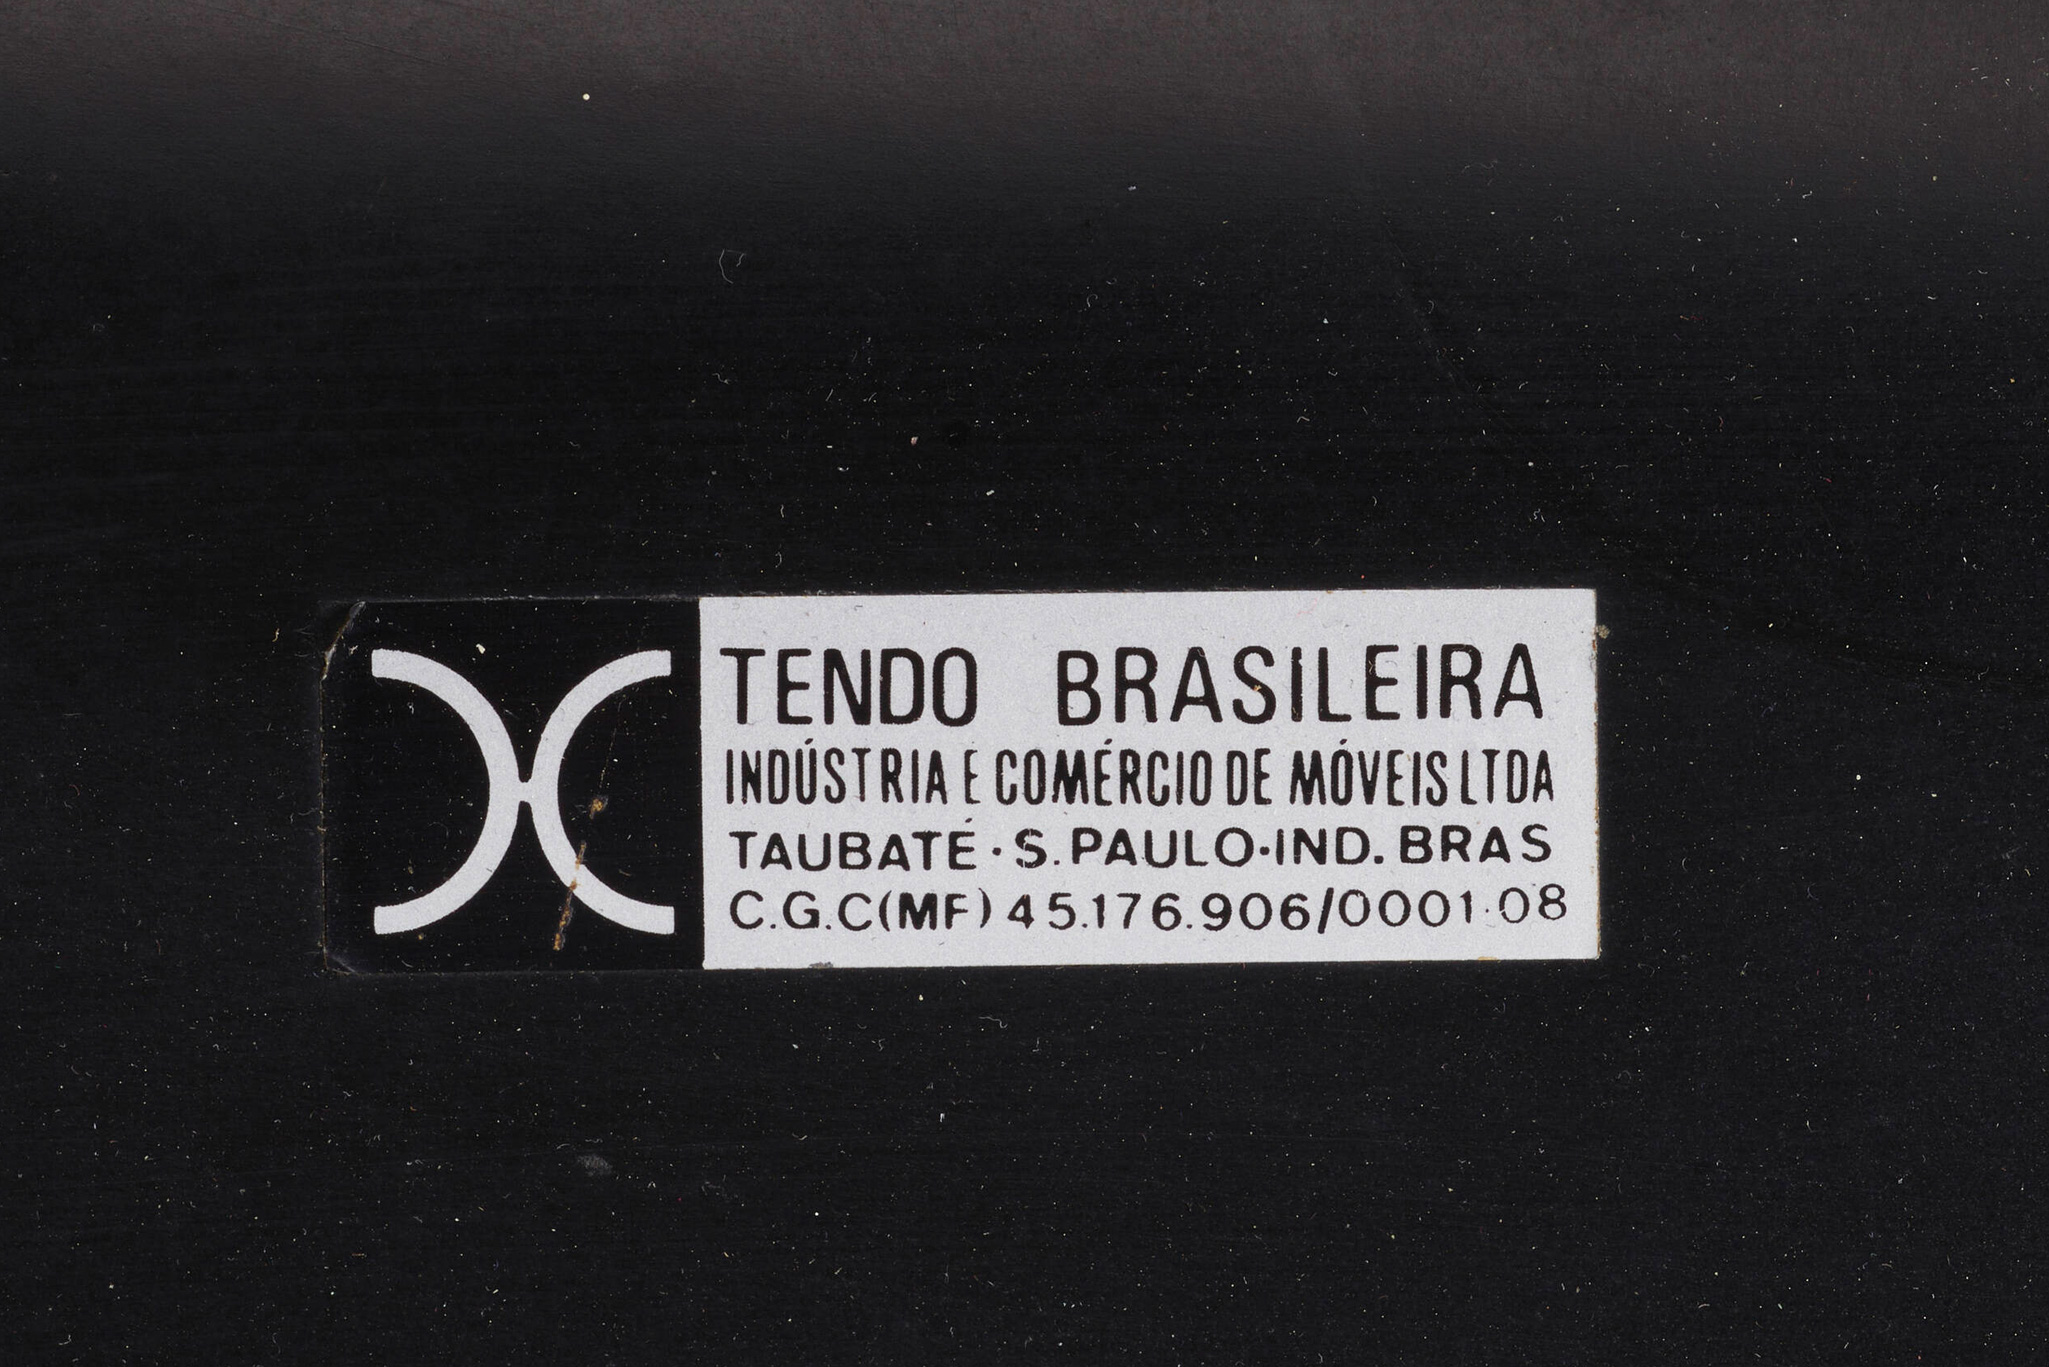 TENDO BRASILEIRA
INDÚSTRIA E COMÉRCIO DE MÓVEIS LTDA
TAUBATÉ · S. PAULO · IND. BRAS
C.G.C(MF) 45.176.906/0001·08